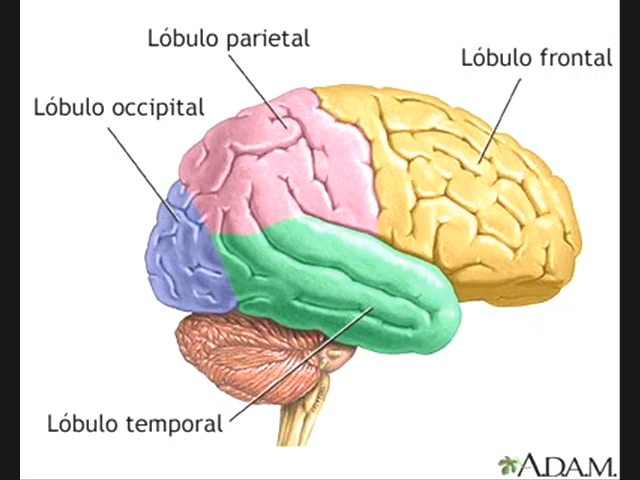 Lóbulo parietal
Lóbulo frontal
Lóbulo occipital
Lóbulo temporal
A.D.A.M.